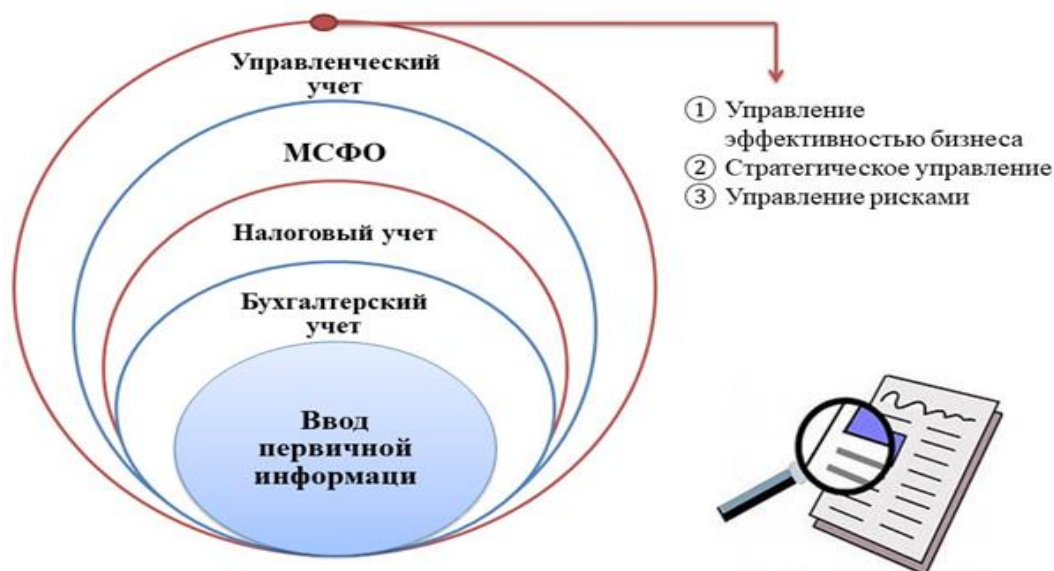 Управленческий
учет
МСФО
Налоговый учет
Бухгалтерский
учет
Ввод
первичной
информаци
① Управление
эффективностью бизнеса
② Стратегическое управление
③ Управление рисками